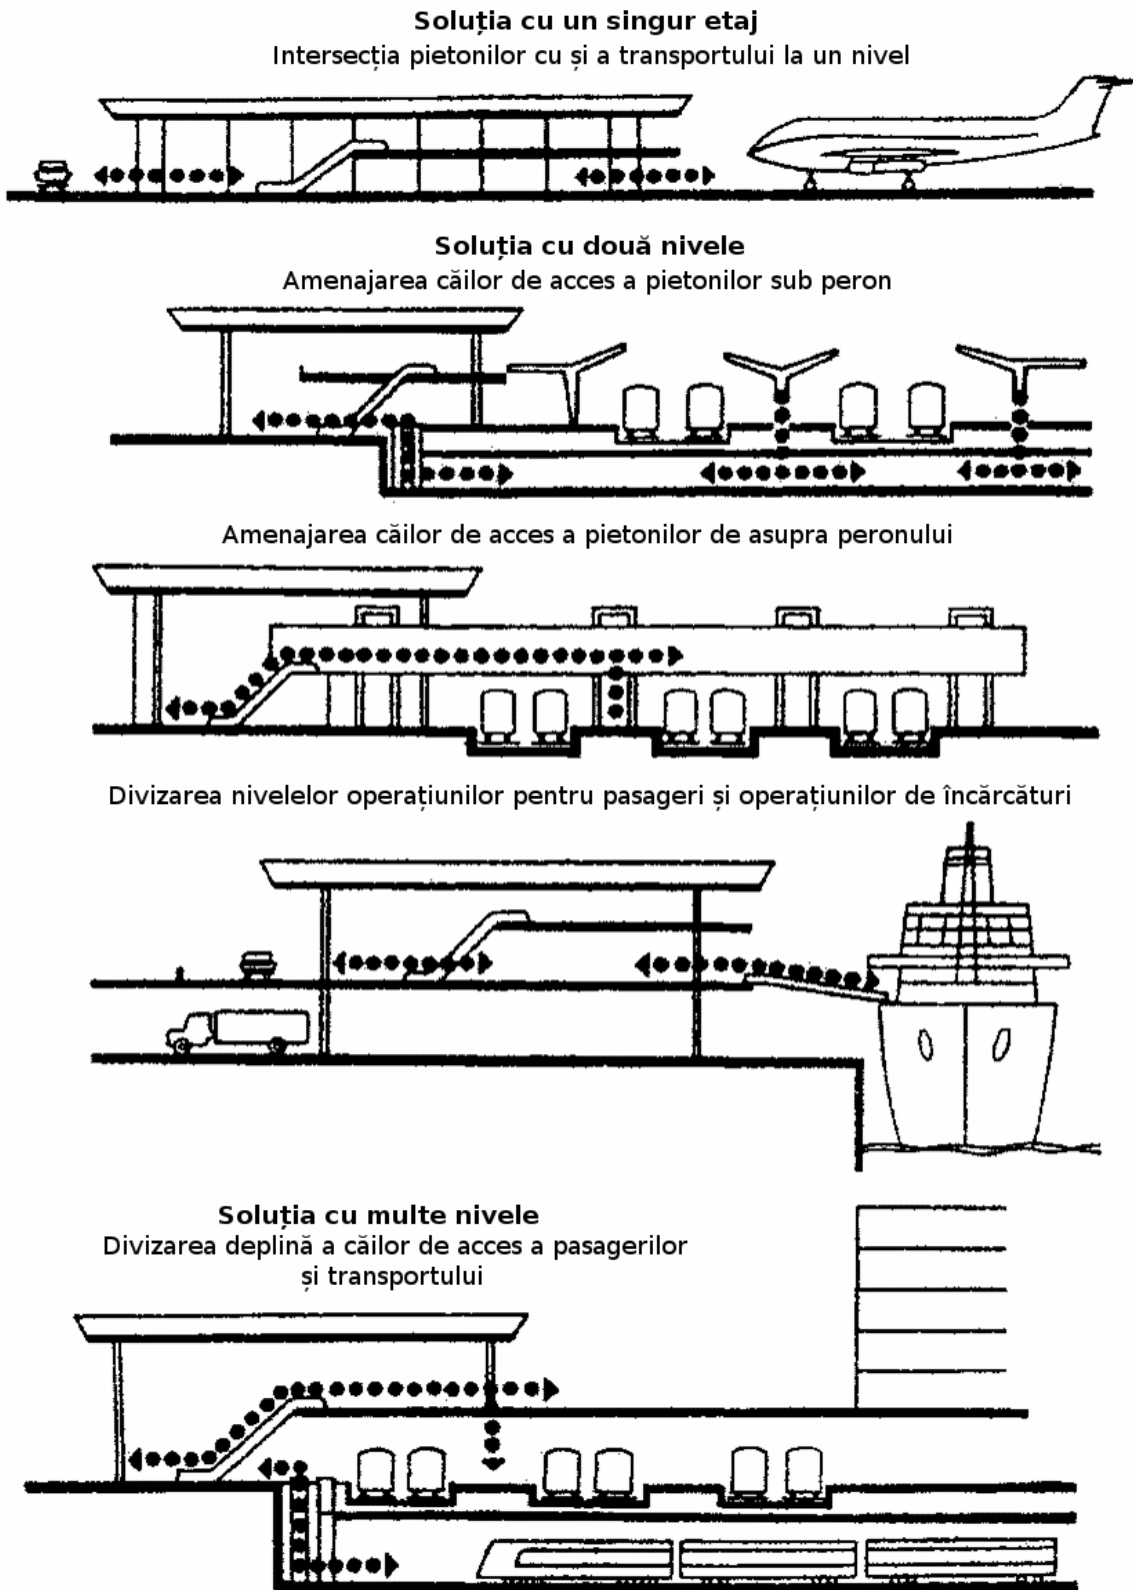 Soluția cu un singur etaj
Intersecția pietonilor cu și a transportului la un nivel
Soluția cu două nivele
Amenajarea căilor de acces a pietonilor sub peron
Amenajarea căilor de acces a pietonilor de asupra peronului
Divizarea nivelelor operațiunilor pentru pasageri și operațiunilor de încărcături
Soluția cu multe nivele
Divizarea deplină a căilor de acces a pasagerilor
și transportului